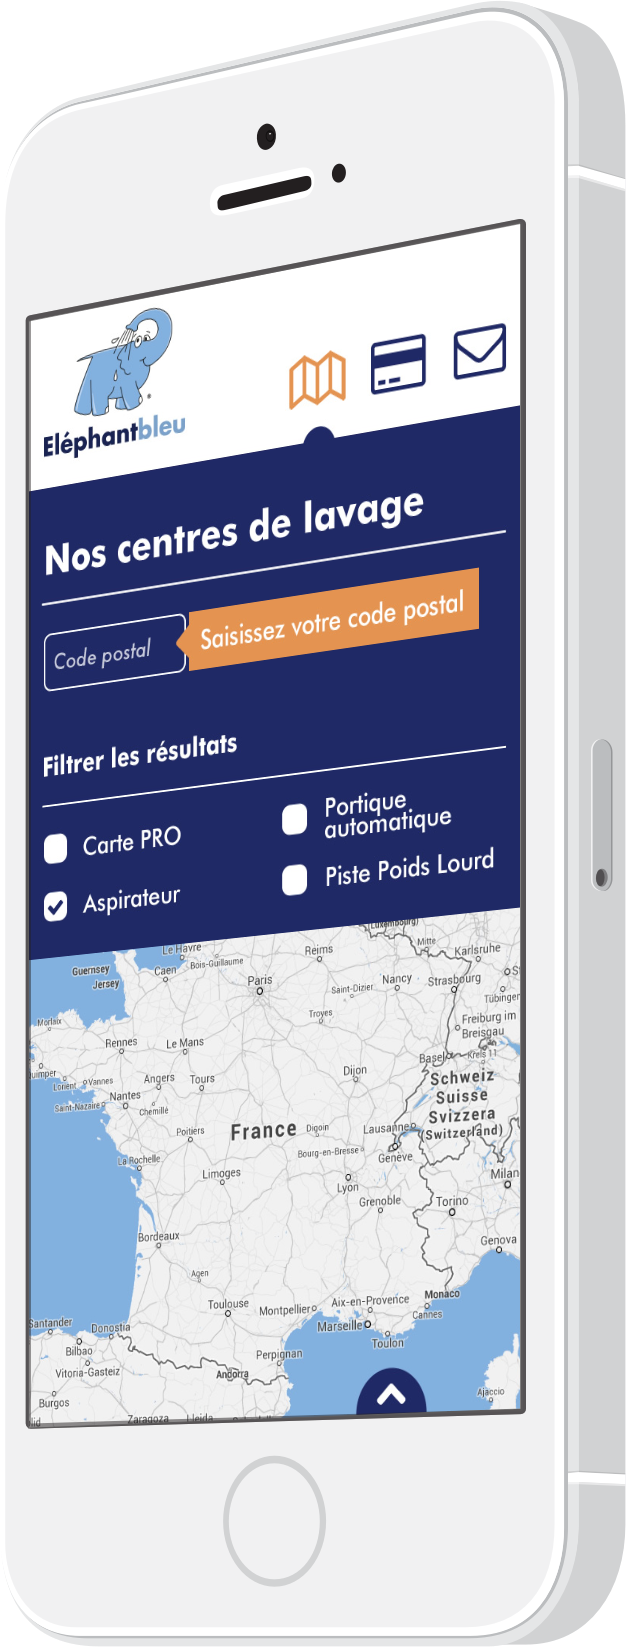 Eléphantbleu
Nos centres de lavage
Code postal
Saisissez votre code postal
Filtrer les résultats
Carte PRO
Portique
automatique
Aspirateur
Piste Poids Lourd
Luxembourg)
Le Havre
Reims
Mitte
Karlsruhe
Guernsey
Caen
Bois-Guillaume
Jersey
Paris
Saint-Dizier
Nancy
Strasbourg
Tübingen
Morlaix
Troyes
Freiburg im
Breisgau
Rennes
Le Mans
Basel
Kreis 11
uimper
Lorient
Vannes
Angers
Tours
Dijon
Schweiz
Suisse
Svizzera
(Switzerland)
Saint-Nazaire
Nantes
Chemillé
Poitiers
France
Digoin
Lausanne
La Rochelle
Bourg-en-Bresse
Genève
Limoges
Lyon
Milan
Grenoble
Torino
Bordeaux
Genova
Agen
Toulouse
Montpellier
Aix-en-Provence
Monaco
Cannes
Santander
Donostia
Marseille
Toulon
Bilbao
Perpignan
Vitoria-Gasteiz
Andorra
Burgos
Ajaccio
lid
Zaragoza
Lleida